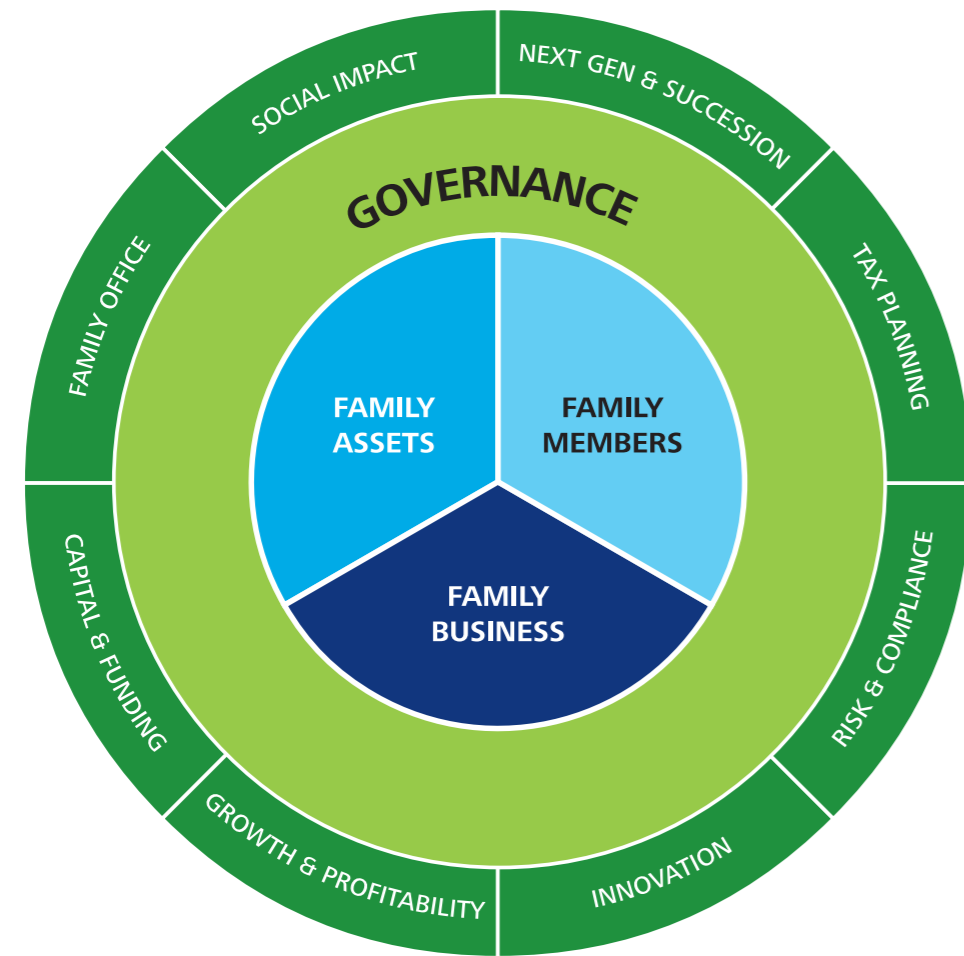 SOCIAL IMPACT
NEXT GEN & SUCCESSION
TAX PLANNING
RISK & COMPLIANCE
INNOVATION
GROWTH & PROFITABILITY
CAPITAL & FUNDING
FAMILY OFFICE
GOVERNANCE
FAMILY
ASSETS
FAMILY
MEMBERS
FAMILY
BUSINESS